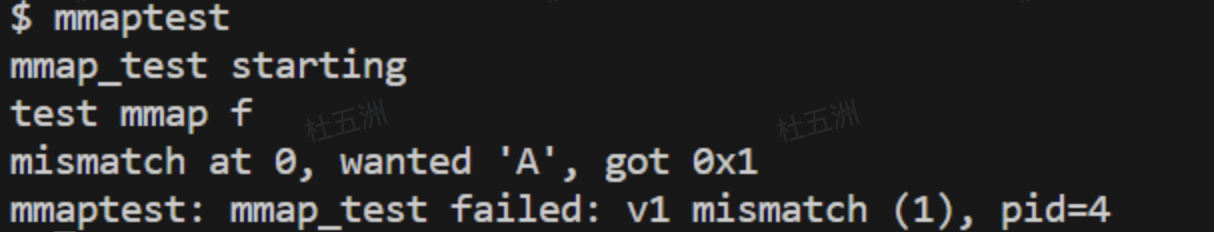 $ mmaptest
mmap_test starting
test mmap f
杜五洲 杜五洲
mismatch at 0, wanted 'A', got 0x1
mmaptest: mmap_test failed: v1 mismatch (1), pid=4